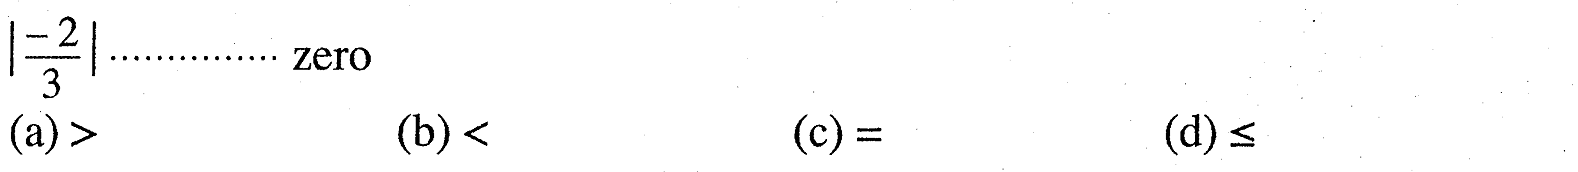 |−2/3| ............... zero
(a) > (b) < (c) = (d) ≤